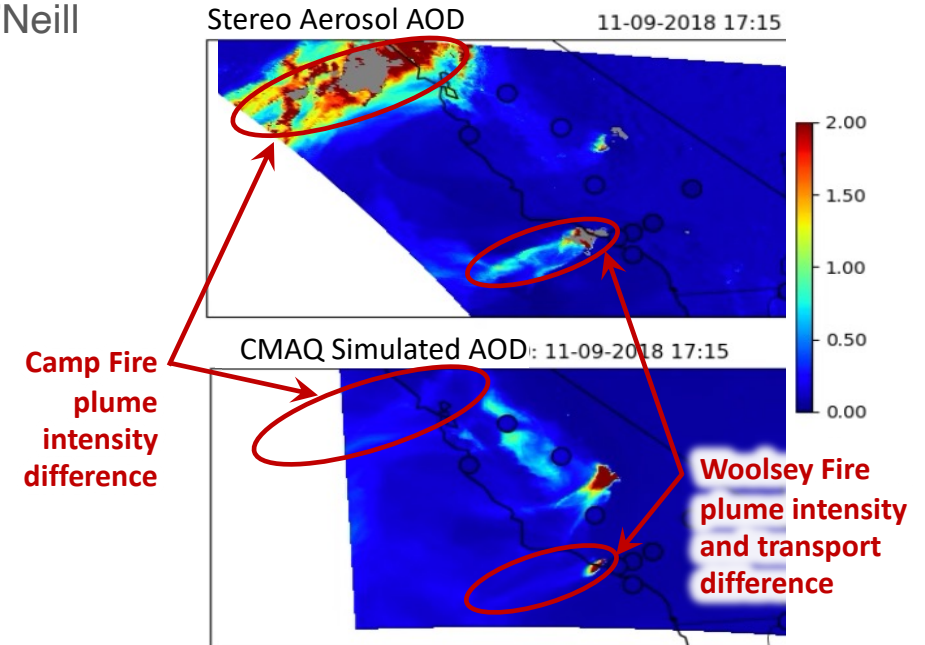 'Neill
Stereo Aerosol AOD
11-09-2018 17:15
2.00
1.50
1.00
0.50
0.00
CMAQ Simulated AOD: 11-09-2018 17:15
Camp Fire
plume
intensity
difference
Woolsey Fire
plume intensity
and transport
difference